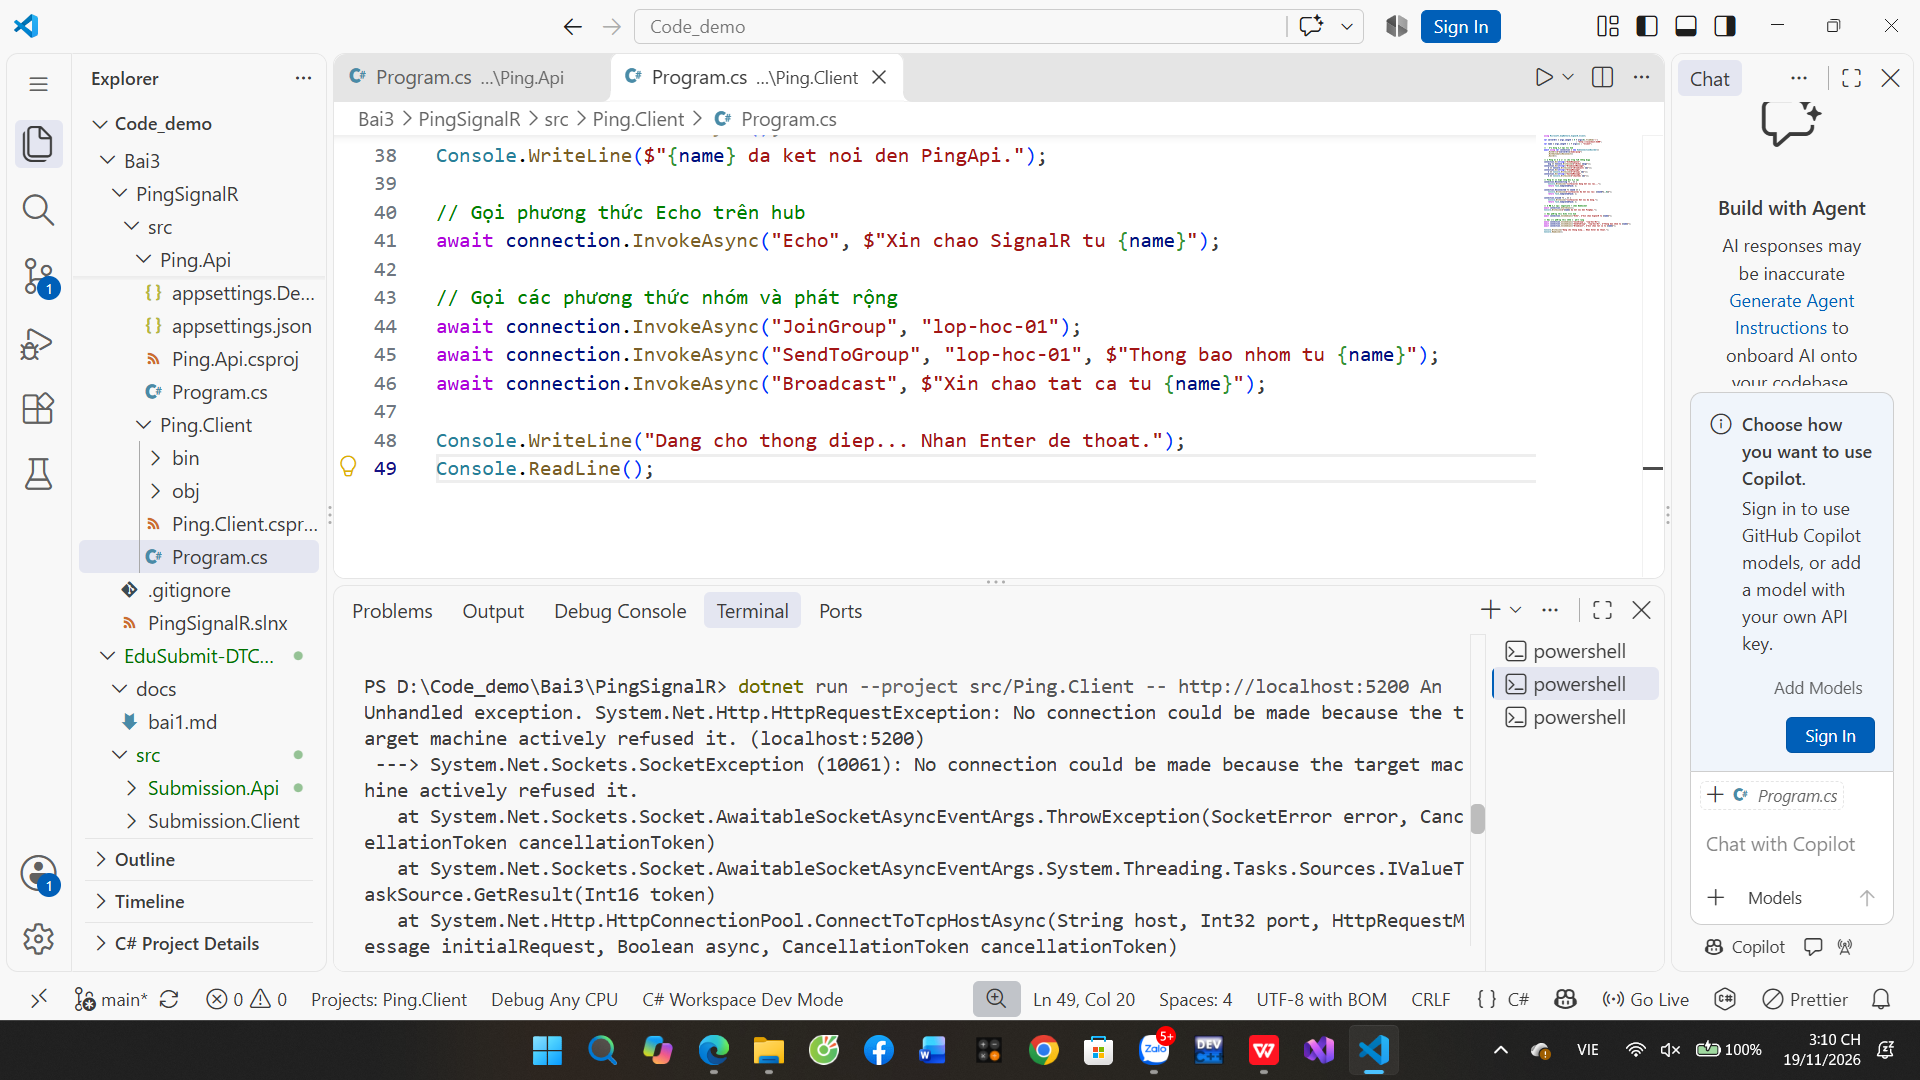 Code_demo
Sign In
Explorer
Code_demo
Bai3
PingSignalR
src
Ping.Api
appsettings.De...
appsettings.json
Ping.Api.csproj
Program.cs
Ping.Client
bin
obj
Ping.Client.cspr...
Program.cs
.gitignore
PingSignalR.slnx
EduSubmit-DTC...
docs
bai1.md
src
Submission.Api
Submission.Client
Outline
Timeline
C# Project Details
1
1
Program.cs ...\Ping.Api
Program.cs ...\Ping.Client
Bai3 > PingSignalR > src > Ping.Client > Program.cs
38 Console.WriteLine($"{name} da ket noi den PingApi.");
39
40 // Gọi phương thức Echo trên hub
41 await connection.InvokeAsync("Echo", $"Xin chao SignalR tu {name}");
42
43 // Gọi các phương thức nhóm và phát rộng
44 await connection.InvokeAsync("JoinGroup", "lop-hoc-01");
45 await connection.InvokeAsync("SendToGroup", "lop-hoc-01", $"Thong bao nhom tu {name}");
46 await connection.InvokeAsync("Broadcast", $"Xin chao tat ca tu {name}");
47
48 Console.WriteLine("Dang cho thong diep... Nhan Enter de thoat.");
49 Console.ReadLine();
Problems Output Debug Console Terminal Ports
PS D:\Code_demo\Bai3\PingSignalR> dotnet run --project src/Ping.Client -- http://localhost:5200 An
Unhandled exception. System.Net.Http.HttpRequestException: No connection could be made because the t
arget machine actively refused it. (localhost:5200)
 ---> System.Net.Sockets.SocketException (10061): No connection could be made because the target mac
hine actively refused it.
   at System.Net.Sockets.Socket.AwaitableSocketAsyncEventArgs.ThrowException(SocketError error, Canc
ellationToken cancellationToken)
   at System.Net.Sockets.Socket.AwaitableSocketAsyncEventArgs.System.Threading.Tasks.Sources.IValueT
askSource.GetResult(Int16 token)
   at System.Net.Http.HttpConnectionPool.ConnectToTcpHostAsync(String host, Int32 port, HttpRequestM
essage initialRequest, Boolean async, CancellationToken cancellationToken)
powershell
powershell
powershell
Chat
Build with Agent
AI responses may
be inaccurate
Generate Agent
Instructions to
onboard AI onto
your codebase
Choose how
you want to use
Copilot.
Sign in to use
GitHub Copilot
models, or add
a model with
your own API
key.
Add Models
Sign In
Program.cs
Chat with Copilot
Models
Copilot
main* 0 0 Projects: Ping.Client Debug Any CPU C# Workspace Dev Mode Ln 49, Col 20 Spaces: 4 UTF-8 with BOM CRLF { } C# Go Live Prettier
5+
Zalo
DEV
VIE
100%
3:10 CH
19/11/2026